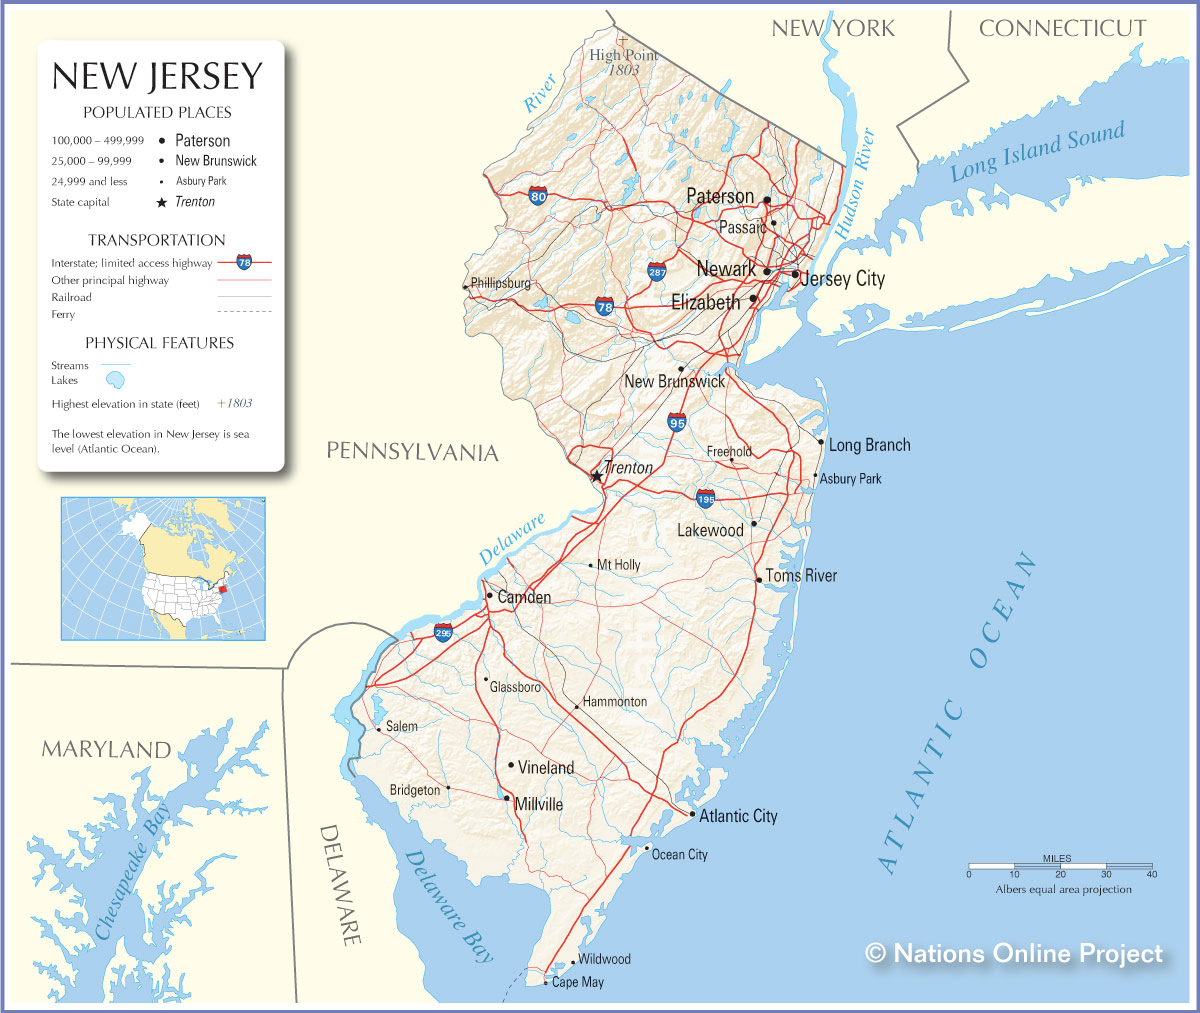 NEW JERSEY
POPULATED PLACES
100,000 – 499,999 Paterson
25,000 – 99,999 New Brunswick
24,999 and less Asbury Park
State capital Trenton
TRANSPORTATION
Interstate; limited access highway 78
Other principal highway
Railroad
Ferry
PHYSICAL FEATURES
Streams
Lakes
Highest elevation in state (feet) +1803
The lowest elevation in New Jersey is sea
level (Atlantic Ocean).
NEW YORK
CONNECTICUT
High Point
1803
River
Long Island Sound
Hudson River
80
Paterson
Passaic
287
Newark
Jersey City
Phillipsburg
78
Elizabeth
New Brunswick
95
PENNSYLVANIA
Long Branch
Freehold
Trenton
Asbury Park
195
Lakewood
Delaware
Mt Holly
Toms River
Camden
295
ATLANTIC OCEAN
Glassboro
Hammonton
Salem
MARYLAND
Vineland
Bridgeton
Millville
Atlantic City
Chesapeake Bay
DELAWARE
Delaware Bay
Ocean City
MILES
0 10 20 30 40
Albers equal area projection
Wildwood
Cape May
© Nations Online Project